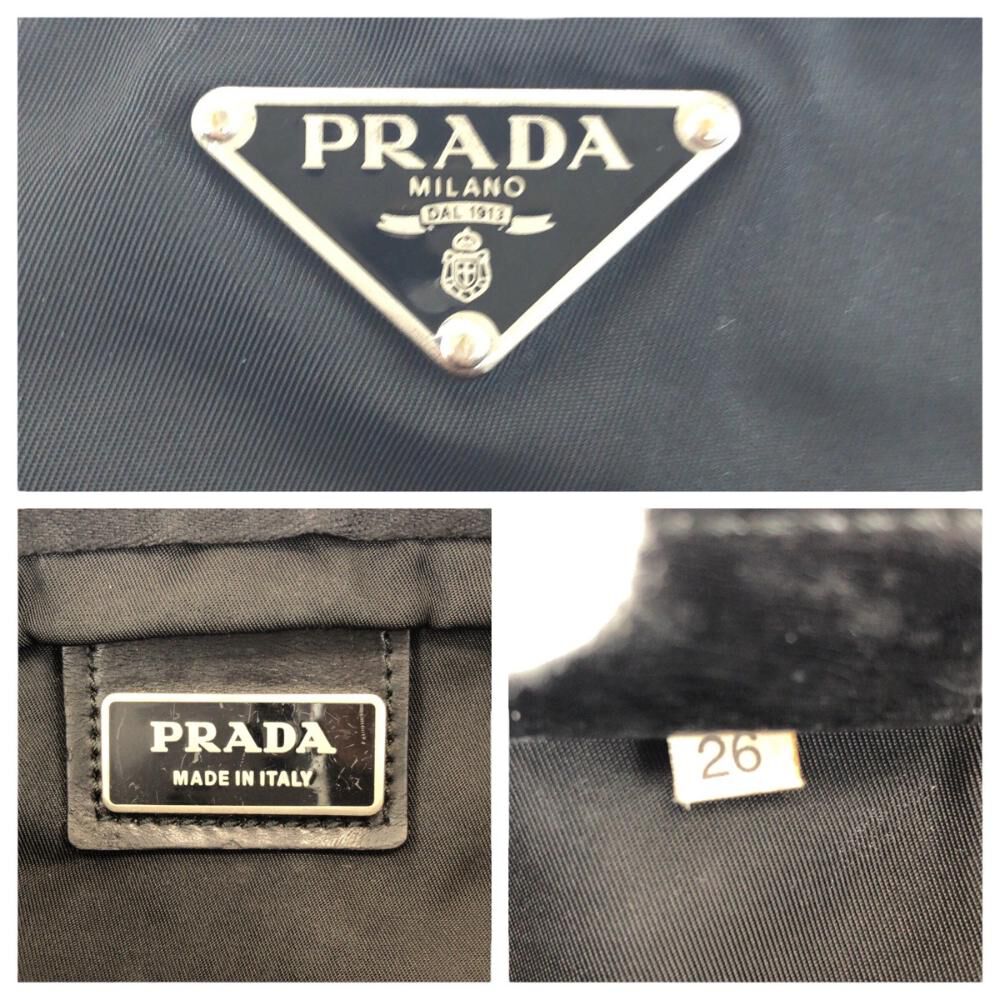 PRADA
MILANO
DAL 1913
PRADA
MADE IN ITALY
26